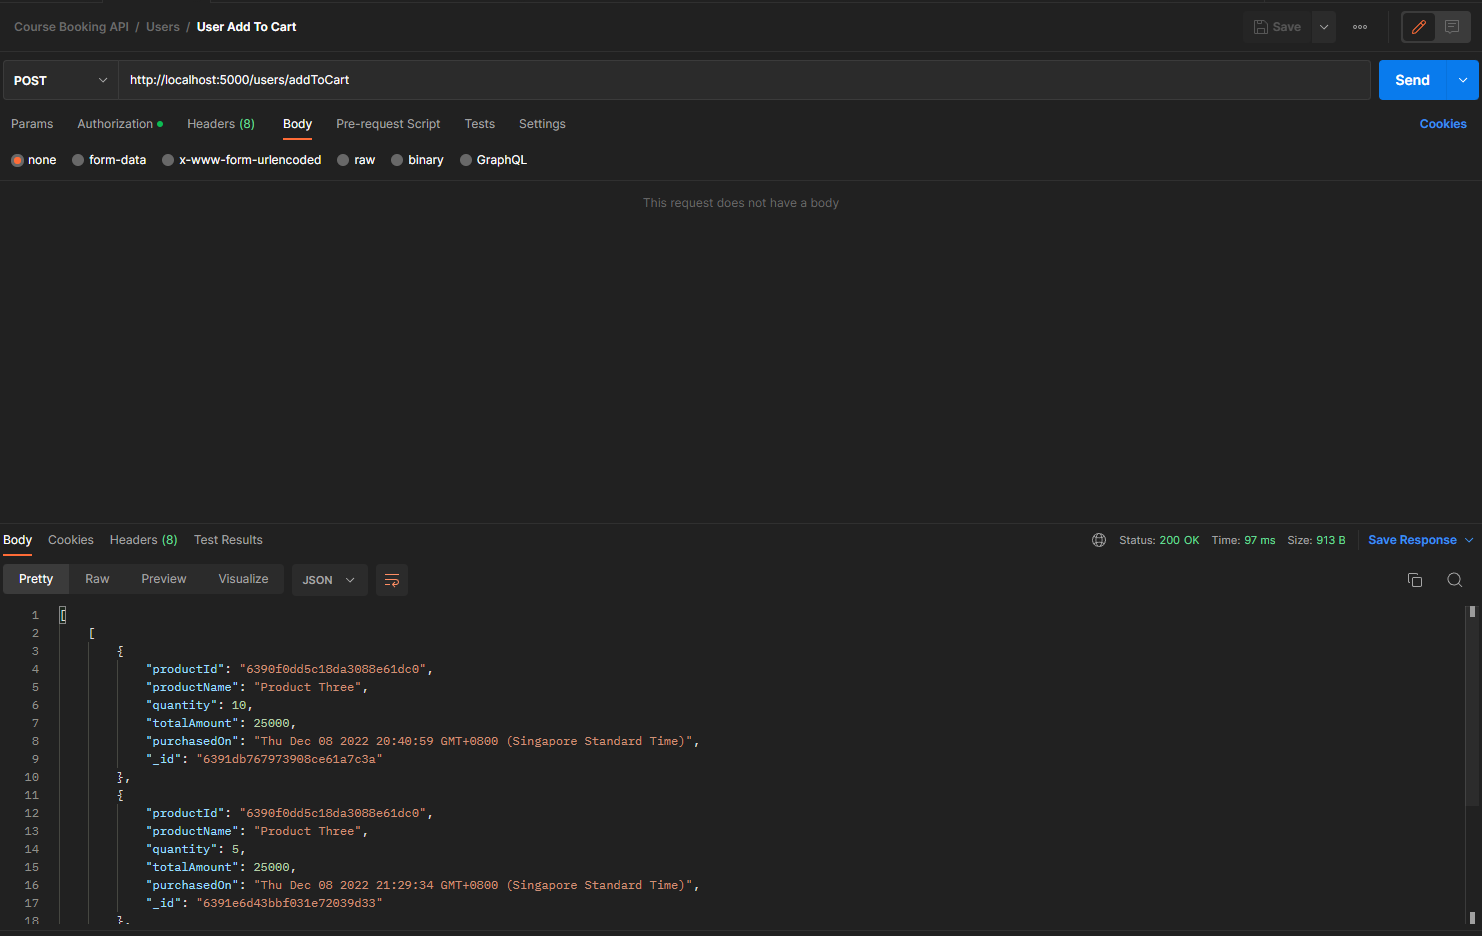 Course Booking API / Users / User Add To Cart
Save
POST
http://localhost:5000/users/addToCart
Send
Params Authorization Headers (8) Body Pre-request Script Tests Settings
Cookies
none form-data x-www-form-urlencoded raw binary GraphQL
This request does not have a body
Body Cookies Headers (8) Test Results
Status: 200 OK Time: 97 ms Size: 913 B Save Response
Pretty Raw Preview Visualize JSON
1 [
2 [
3 {
4 "productId": "6390f0dd5c18da3088e61dc0",
5 "productName": "Product Three",
6 "quantity": 10,
7 "totalAmount": 25000,
8 "purchasedOn": "Thu Dec 08 2022 20:40:59 GMT+0800 (Singapore Standard Time)",
9 "_id": "6391db767973908ce61a7c3a"
10 },
11 {
12 "productId": "6390f0dd5c18da3088e61dc0",
13 "productName": "Product Three",
14 "quantity": 5,
15 "totalAmount": 25000,
16 "purchasedOn": "Thu Dec 08 2022 21:29:34 GMT+0800 (Singapore Standard Time)",
17 "_id": "6391e6d43bbf031e72039d33"
18 },